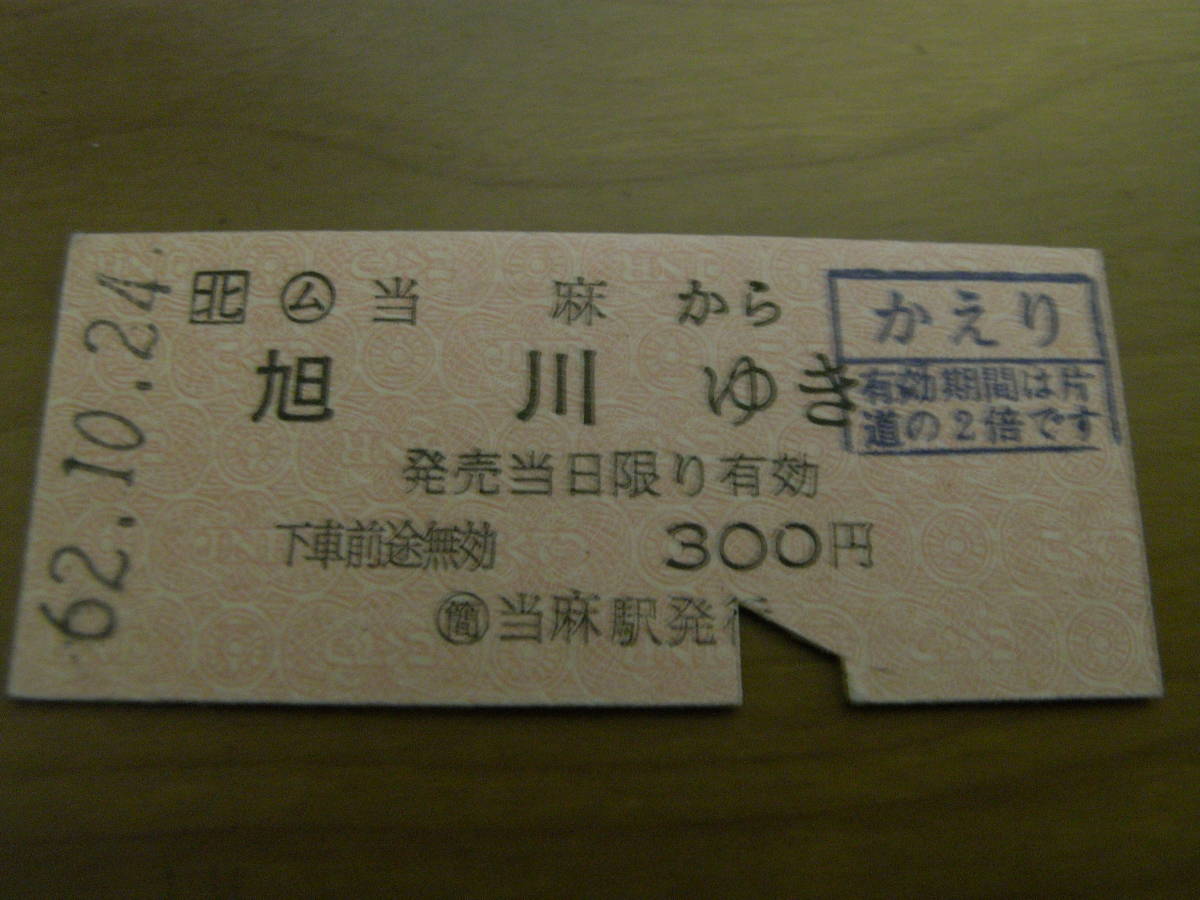 62.10.24.
北 ム 当麻から
旭川ゆき
発売当日限り有効
下車前途無効 300円
簡 当麻駅発行
かえり
有効期間は片
道の2倍です